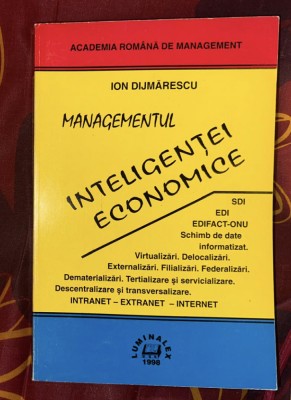 ACADEMIA ROMÂNĂ DE MANAGEMENT
ION DIJMĂRESCU
MANAGEMENTUL
INTELIGENȚEI
ECONOMICE
SDI
EDI
EDIFACT-ONU
Schimb de date
informatizat.
Virtualizări. Delocalizări.
Externalizări. Filializări. Federalizări.
Dematerializări. Tertializare și servicializare.
Descentralizare și transversalizare.
INTRANET – EXTRANET – INTERNET
LUMINALEX
1998